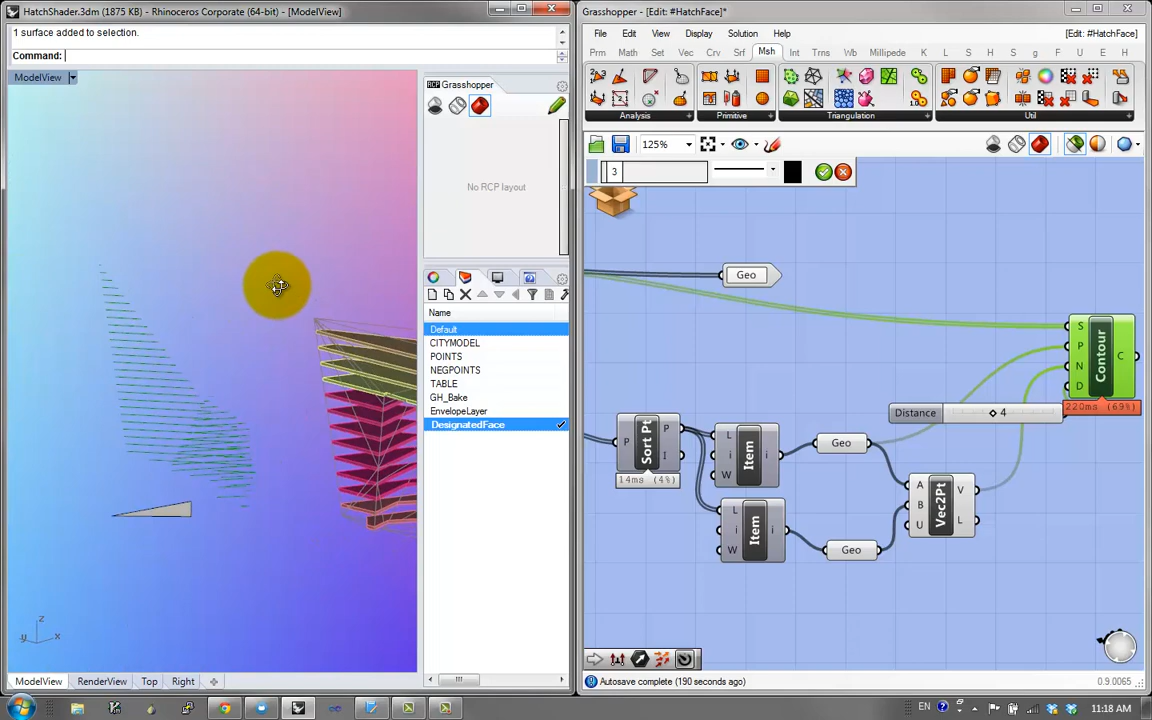 HatchShader.3dm (1875 KB) - Rhinoceros Corporate (64-bit) - [ModelView]
1 surface added to selection.
Command:
ModelView
Grasshopper
No RCP layout
Name
Default
CITYMODEL
POINTS
NEGPOINTS
TABLE
GH_Bake
EnvelopeLayer
DesignatedFace
z
y
x
ModelView
RenderView
Top
Right
Grasshopper - [Edit: #HatchFace*]
File
Edit
View
Display
Solution
Help
[Edit: #HatchFace]
Prm
Math
Set
Vec
Crv
Srf
Msh
Int
Trns
Wb
Millipede
K
L
S
H
S
g
F
M
U
E
H
Analysis
Primitive
Triangulation
Util
125%
3
Geo
S
P
N
D
Contour
C
220ms (69%)
Distance
4
P
Sort Pt
P
I
14ms (4%)
L
i
W
Item
i
Geo
A
B
U
Vec2Pt
V
L
L
i
W
Item
i
Geo
Autosave complete (190 seconds ago)
0.9.0065
EN
11:18 AM